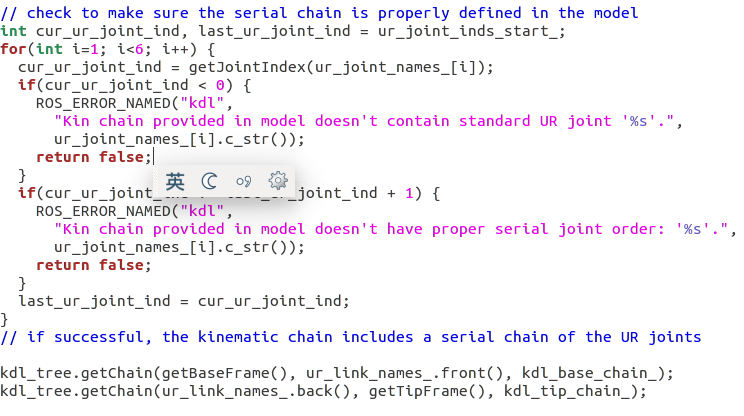 // check to make sure the serial chain is properly defined in the model
int cur_ur_joint_ind, last_ur_joint_ind = ur_joint_inds_start_;
for(int i=1; i<6; i++) {
  cur_ur_joint_ind = getJointIndex(ur_joint_names_[i]);
  if(cur_ur_joint_ind < 0) {
    ROS_ERROR_NAMED("kdl",
      "Kin chain provided in model doesn't contain standard UR joint '%s'.",
      ur_joint_names_[i].c_str());
    return false;
英
  }
  if(cur_ur_joint_ind + 1) {
    ROS_ERROR_NAMED("kdl",
      "Kin chain provided in model doesn't have proper serial joint order: '%s'.",
      ur_joint_names_[i].c_str());
    return false;
  }
  last_ur_joint_ind = cur_ur_joint_ind;
}
// if successful, the kinematic chain includes a serial chain of the UR joints
kdl_tree.getChain(getBaseFrame(), ur_link_names_.front(), kdl_base_chain_);
kdl_tree.getChain(ur_link_names_.back(), getTipFrame(), kdl_tip_chain_);